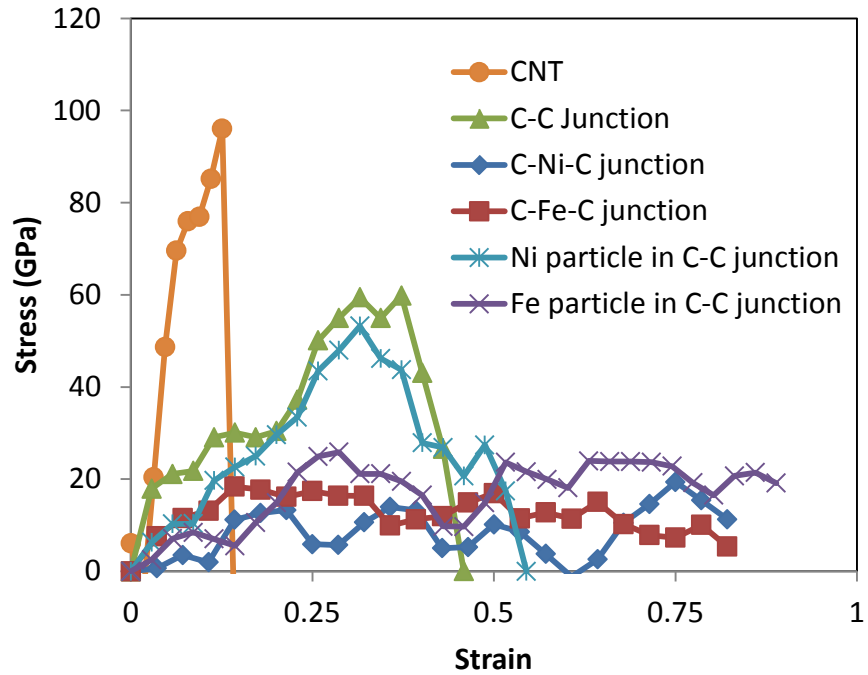 120
100
80
60
40
20
0
Stress (GPa)
CNT
C-C Junction
C-Ni-C junction
C-Fe-C junction
Ni particle in C-C junction
Fe particle in C-C junction
0
0.25
0.5
0.75
1
Strain